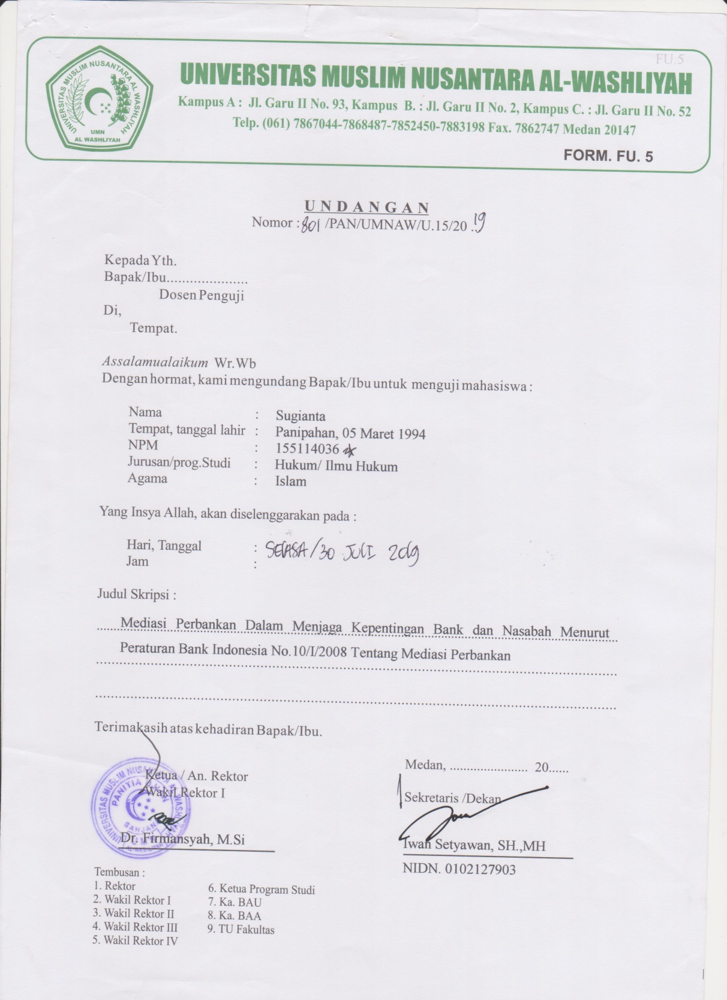 FU.5
UNIVERSITAS MUSLIM NUSANTARA AL WASHLIYAH
UMN
AL WASHLIYAH
UNIVERSITAS MUSLIM NUSANTARA AL-WASHLIYAH
Kampus A : Jl. Garu II No. 93, Kampus B. : Jl. Garu II No. 2, Kampus C. : Jl. Garu II No. 52
Telp. (061) 7867044-7868487-7852450-7883198 Fax. 7862747 Medan 20147
FORM. FU. 5
U N D A N G A N
Nomor : 801 /PAN/UMNAW/U.15/20 ..19
Kepada Yth.
Bapak/Ibu.....................
Dosen Penguji
Di,
Tempat.
Assalamualaikum Wr.Wb
Dengan hormat, kami mengundang Bapak/Ibu untuk menguji mahasiswa :
Nama : Sugianta
Tempat, tanggal lahir : Panipahan, 05 Maret 1994
NPM : 155114036
Jurusan/prog.Studi : Hukum/ Ilmu Hukum
Agama : Islam
Yang Insya Allah, akan diselenggarakan pada :
Hari, Tanggal : SELASA/30 JULI 2019
Jam :
Judul Skripsi :
Mediasi Perbankan Dalam Menjaga Kepentingan Bank dan Nasabah Menurut
Peraturan Bank Indonesia No.10/I/2008 Tentang Mediasi Perbankan
Terimakasih atas kehadiran Bapak/Ibu.
Medan, ....................... 20......
Ketua / An. Rektor
Wakil Rektor I
Sekretaris /Dekan
UNIVERSITAS MUSLIM NUSANTARA AL WASHLIYAH
PANITIA UJIAN
SARJANA
UMN
Dr. Firmansyah, M.Si
Iwan Setyawan, SH.,MH
NIDN. 0102127903
Tembusan :
1. Rektor
2. Wakil Rektor I
3. Wakil Rektor II
4. Wakil Rektor III
5. Wakil Rektor IV
6. Ketua Program Studi
7. Ka. BAU
8. Ka. BAA
9. TU Fakultas